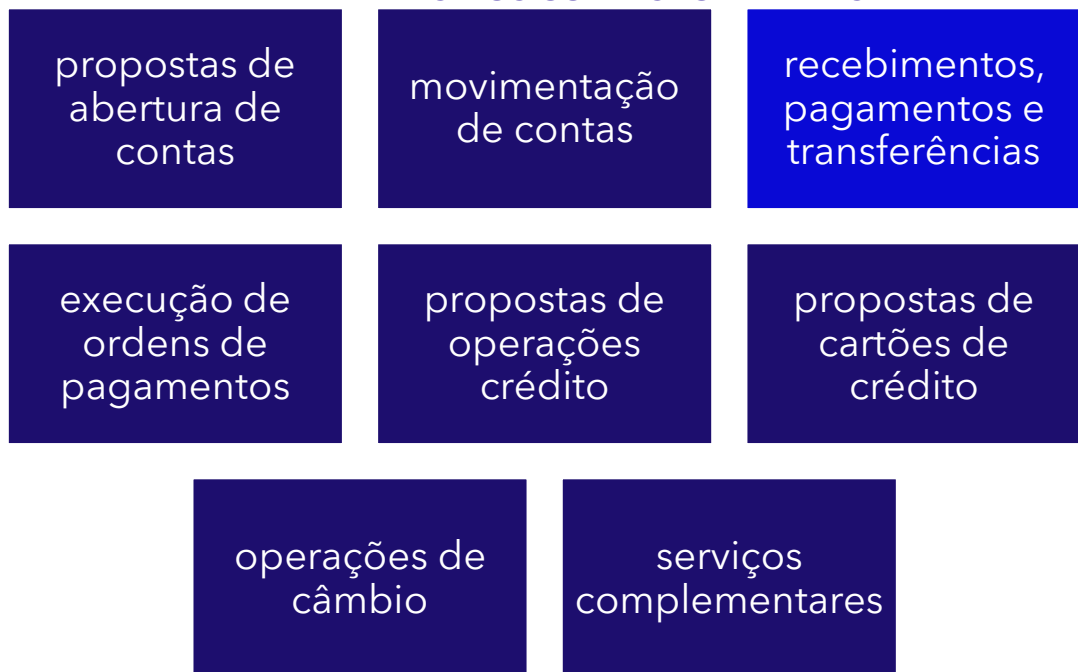 propostas de
abertura de
contas
movimentação
de contas
recebimentos,
pagamentos e
transferências
execução de
ordens de
pagamentos
propostas de
operações
crédito
propostas de
cartões de
crédito
operações de
câmbio
serviços
complementares